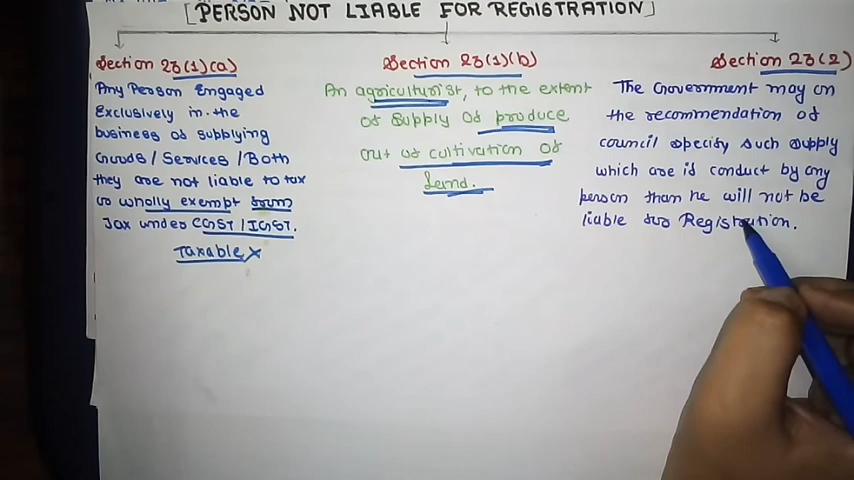 [PERSON NOT LIABLE FOR REGISTRATION]
Section 23(1)(a)
Any Person Engaged
Exclusively in the
business of supplying
Goods/Services/Both
they are not liable to tax
or wholly exempt from
Tax under CGST/IGST.
Taxable X
Section 23(1)(b)
An agriculturist, to the extent
of supply of produce
out of cultivation of
land.
Section 23(2)
The Government may on
the recommendation of
council specify such supply
which are is conduct by any
person than he will not be
liable for Registration.